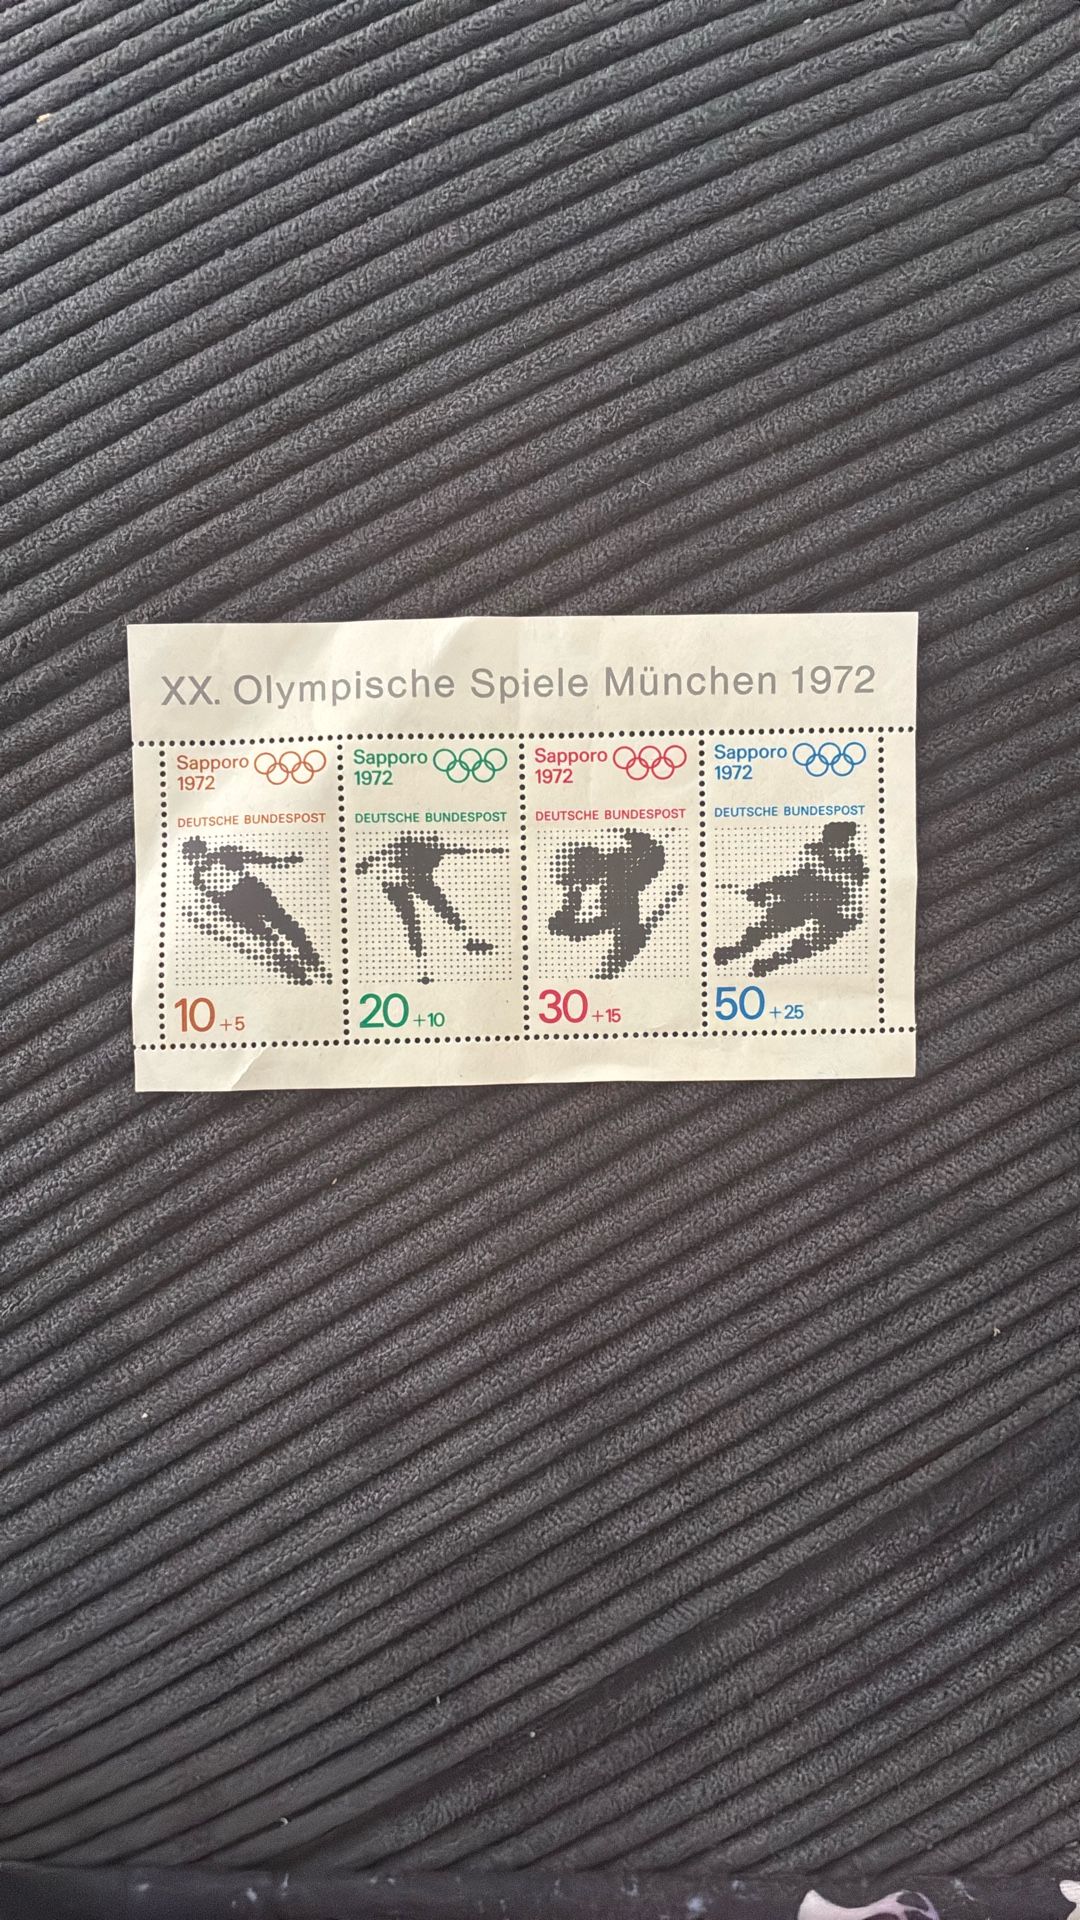 XX. Olympische Spiele München 1972
Sapporo
1972
DEUTSCHE BUNDESPOST
10 +5
Sapporo
1972
DEUTSCHE BUNDESPOST
20 +10
Sapporo
1972
DEUTSCHE BUNDESPOST
30 +15
Sapporo
1972
DEUTSCHE BUNDESPOST
50 +25